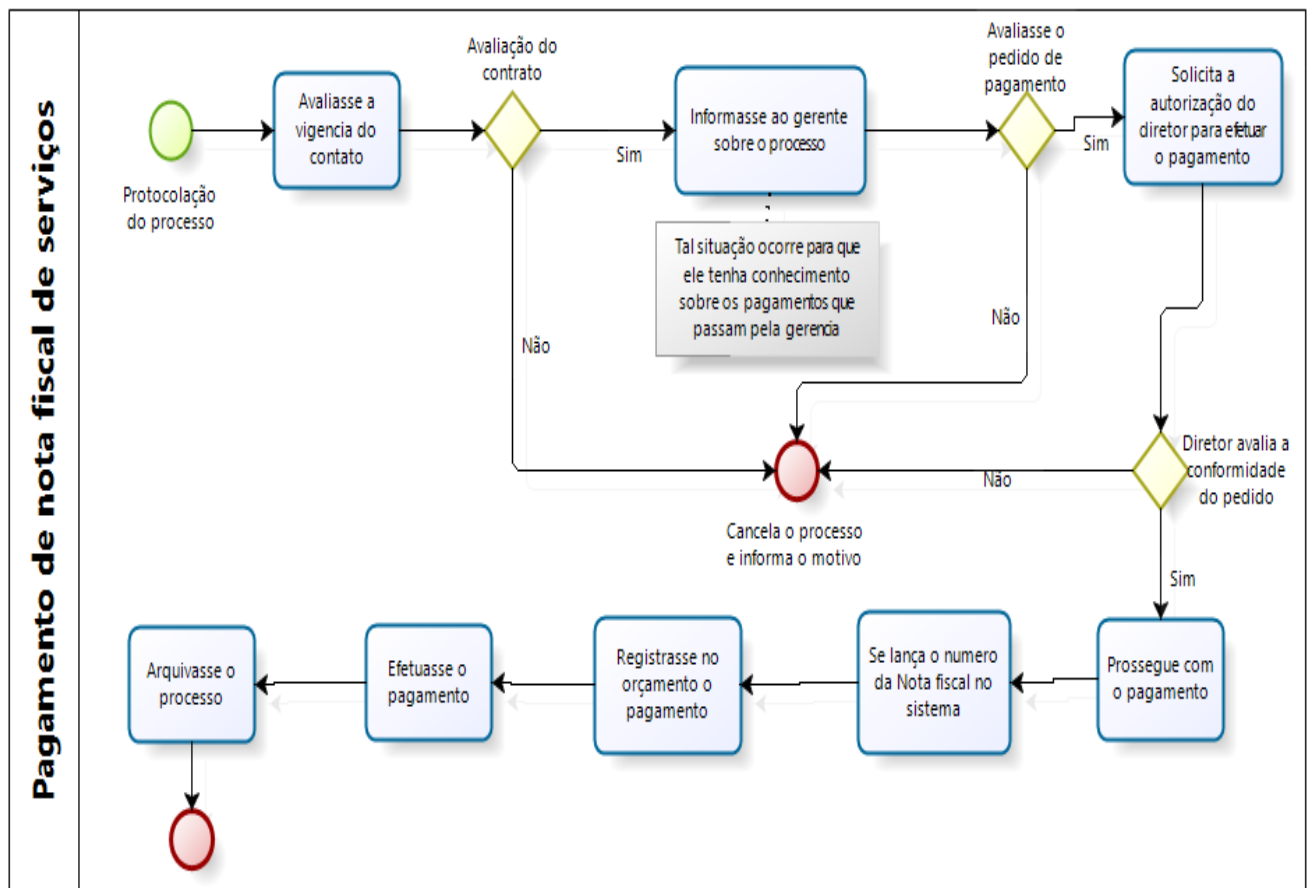 Pagamento de nota fiscal de serviços
Protocolação
do processo
Avaliasse a
vigencia do
contato
Avaliação do
contrato
Sim
Não
Informasse ao gerente
sobre o processo
Tal situação ocorre para que
ele tenha conhecimento
sobre os pagamentos que
passam pela gerencia
Avaliasse o
pedido de
pagamento
Sim
Não
Solicita a
autorização do
diretor para efetuar
o pagamento
Diretor avalia a
conformidade
do pedido
Não
Sim
Cancela o processo
e informa o motivo
Prossegue com
o pagamento
Se lança o numero
da Nota fiscal no
sistema
Registrasse no
orçamento o
pagamento
Efetuasse o
pagamento
Arquivasse o
processo